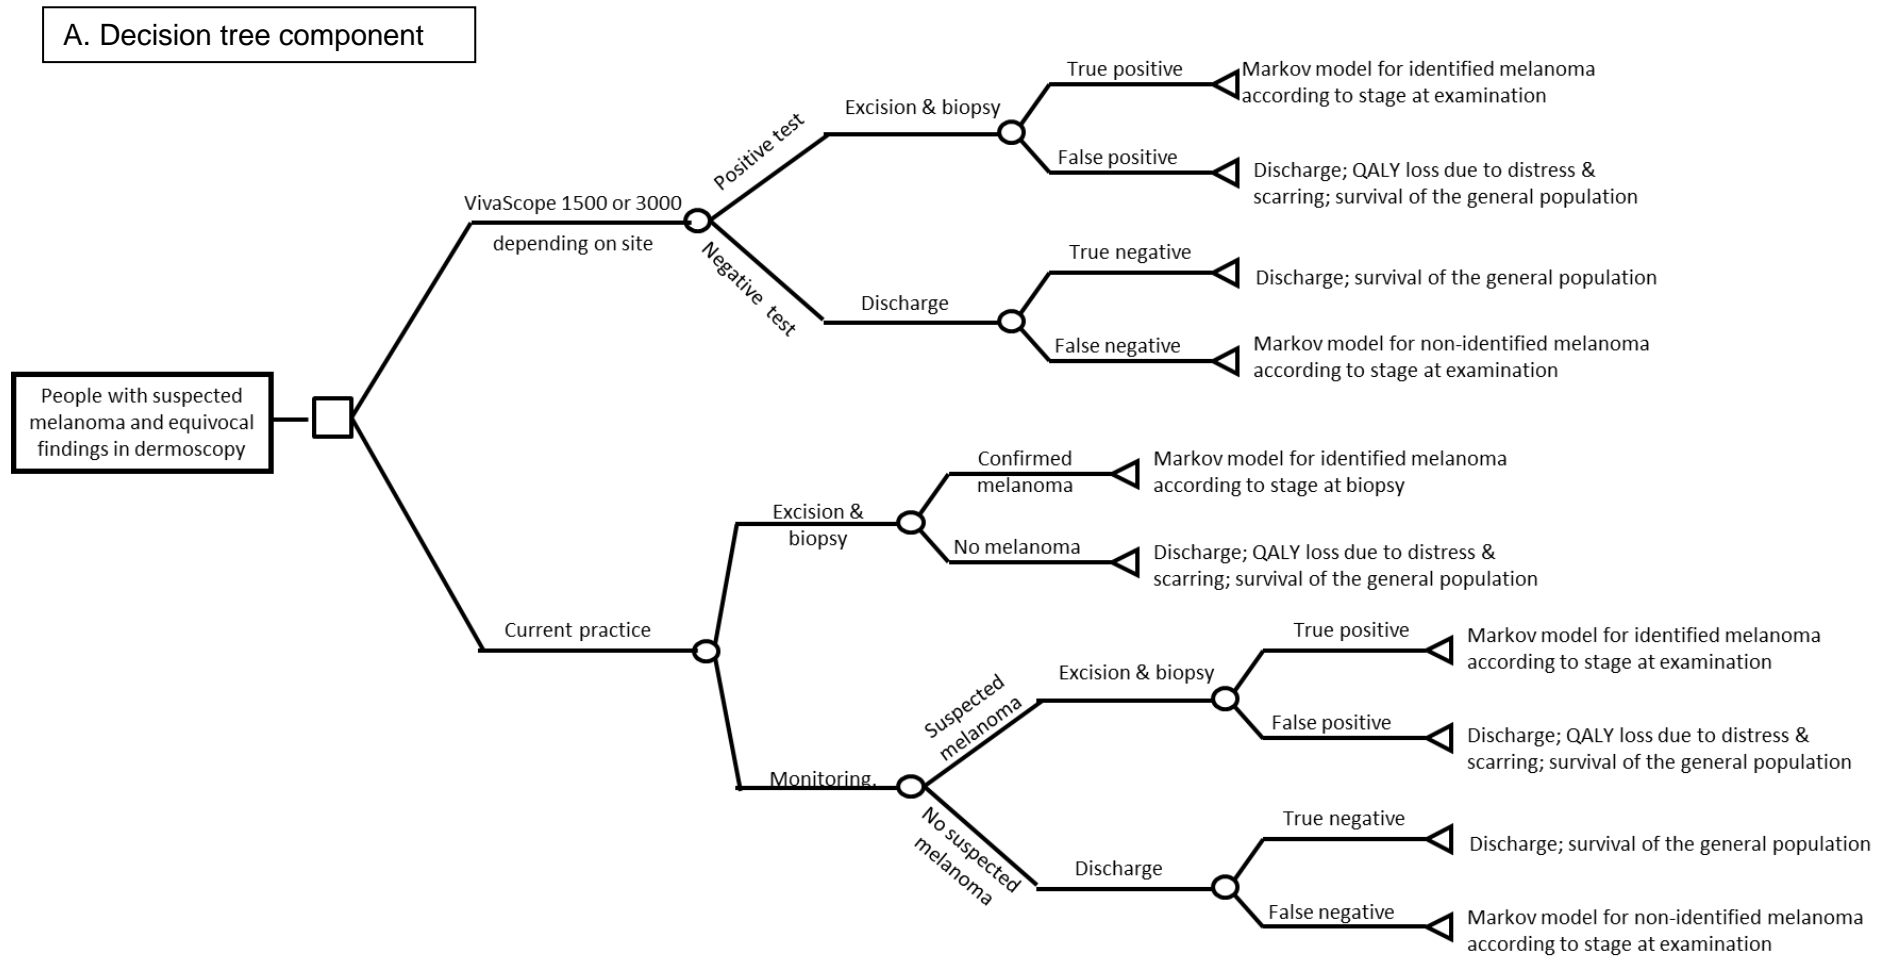 A. Decision tree component
True positive
Markov model for identified melanoma
according to stage at examination
Excision & biopsy
Positive test
False positive
Discharge; QALY loss due to distress &
scarring; survival of the general population
VivaScope 1500 or 3000
depending on site
Negative test
True negative
Discharge; survival of the general population
Discharge
False negative
Markov model for non-identified melanoma
according to stage at examination
People with suspected
melanoma and equivocal
findings in dermoscopy
Confirmed
melanoma
Markov model for identified melanoma
according to stage at biopsy
Excision &
biopsy
No melanoma
Discharge; QALY loss due to distress &
scarring; survival of the general population
Current practice
True positive
Markov model for identified melanoma
according to stage at examination
Excision & biopsy
Suspected
melanoma
False positive
Discharge; QALY loss due to distress &
scarring; survival of the general population
Monitoring.
No suspected
melanoma
True negative
Discharge; survival of the general population
Discharge
False negative
Markov model for non-identified melanoma
according to stage at examination